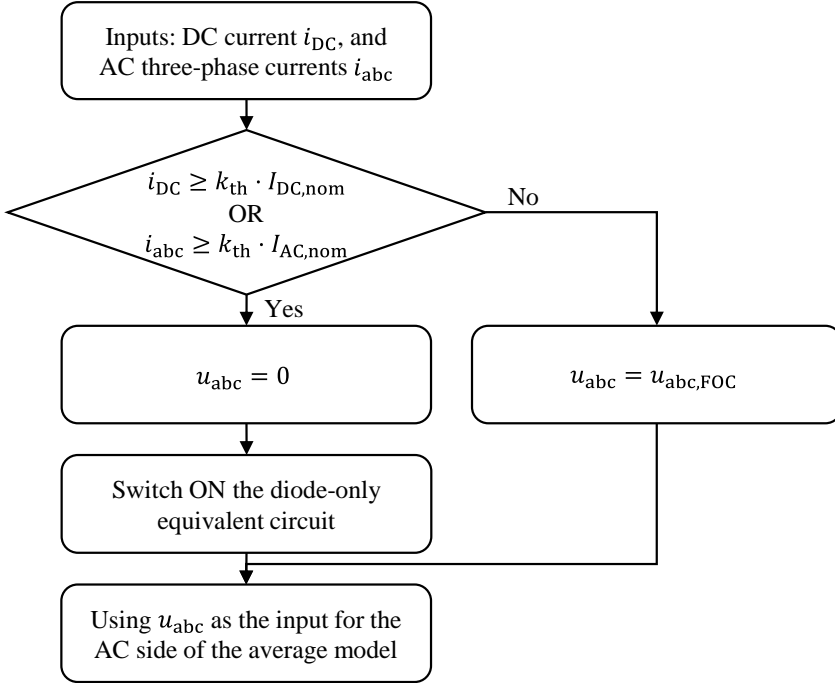 Inputs: DC current i_DC, and
AC three-phase currents i_abc
i_DC ≥ k_th · I_DC,nom
OR
i_abc ≥ k_th · I_AC,nom
No
Yes
u_abc = 0
u_abc = u_abc,FOC
Switch ON the diode-only
equivalent circuit
Using u_abc as the input for the
AC side of the average model